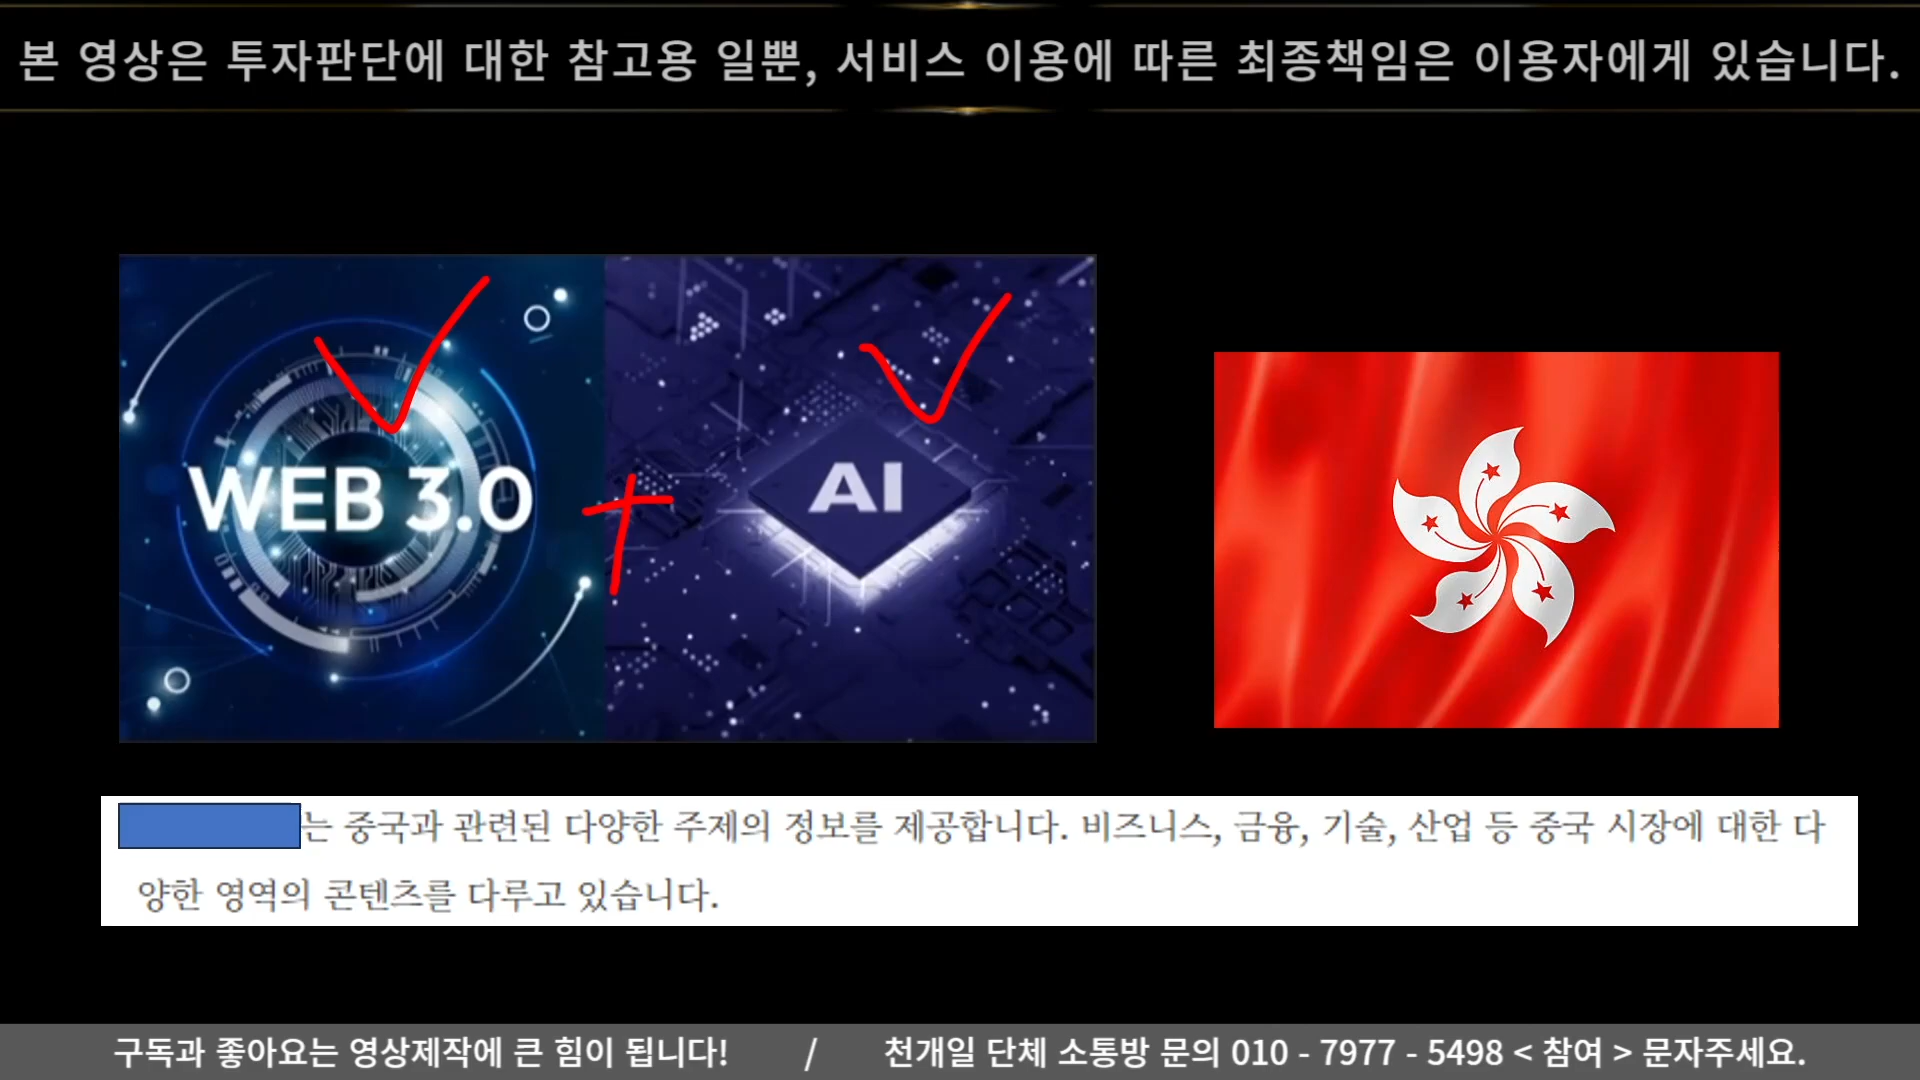 본 영상은 투자판단에 대한 참고용 일뿐, 서비스 이용에 따른 최종책임은 이용자에게 있습니다.
WEB 3.0
AI
는 중국과 관련된 다양한 주제의 정보를 제공합니다. 비즈니스, 금융, 기술, 산업 등 중국 시장에 대한 다
양한 영역의 콘텐츠를 다루고 있습니다.
구독과 좋아요는 영상제작에 큰 힘이 됩니다! / 천개일 단체 소통방 문의 010 - 7977 - 5498 < 참여 > 문자주세요.